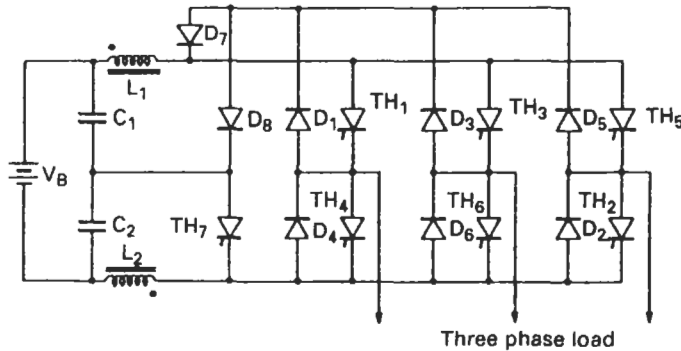 D7
L1
C1
D8
D1
TH1
D3
TH3
D5
TH5
VB
C2
TH7
TH4
D4
TH6
D6
TH2
D2
L2
Three phase load